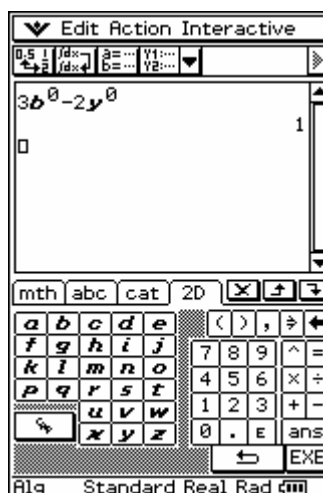 Edit Action Interactive
3b⁰-2y⁰
1
mth abc cat 2D
a b c d e ( ) ,
f g h i j 7 8 9 ^ =
k l m n o 4 5 6 × ÷
p q r s t 1 2 3 + -
u v w 0 . E ans
x y z EXE
Alg Standard Real Rad